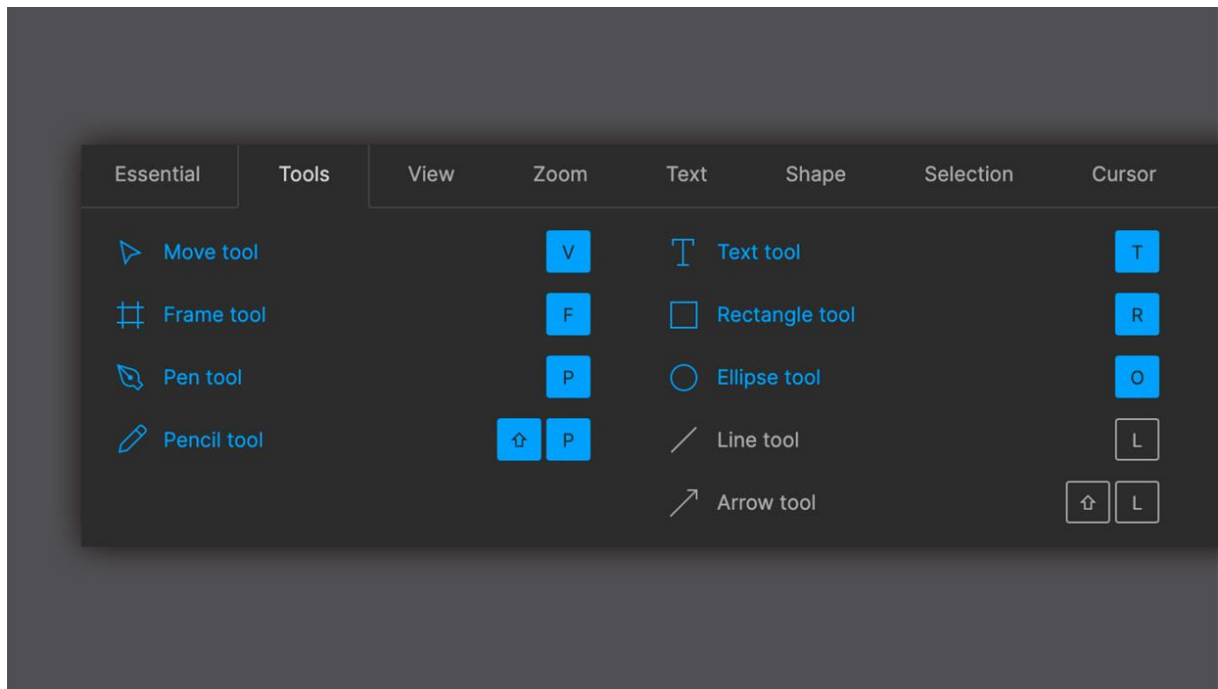 Essential Tools View Zoom Text Shape Selection Cursor
Move tool V
Frame tool F
Pen tool P
Pencil tool ⇧ P
Text tool T
Rectangle tool R
Ellipse tool O
Line tool L
Arrow tool ⇧ L